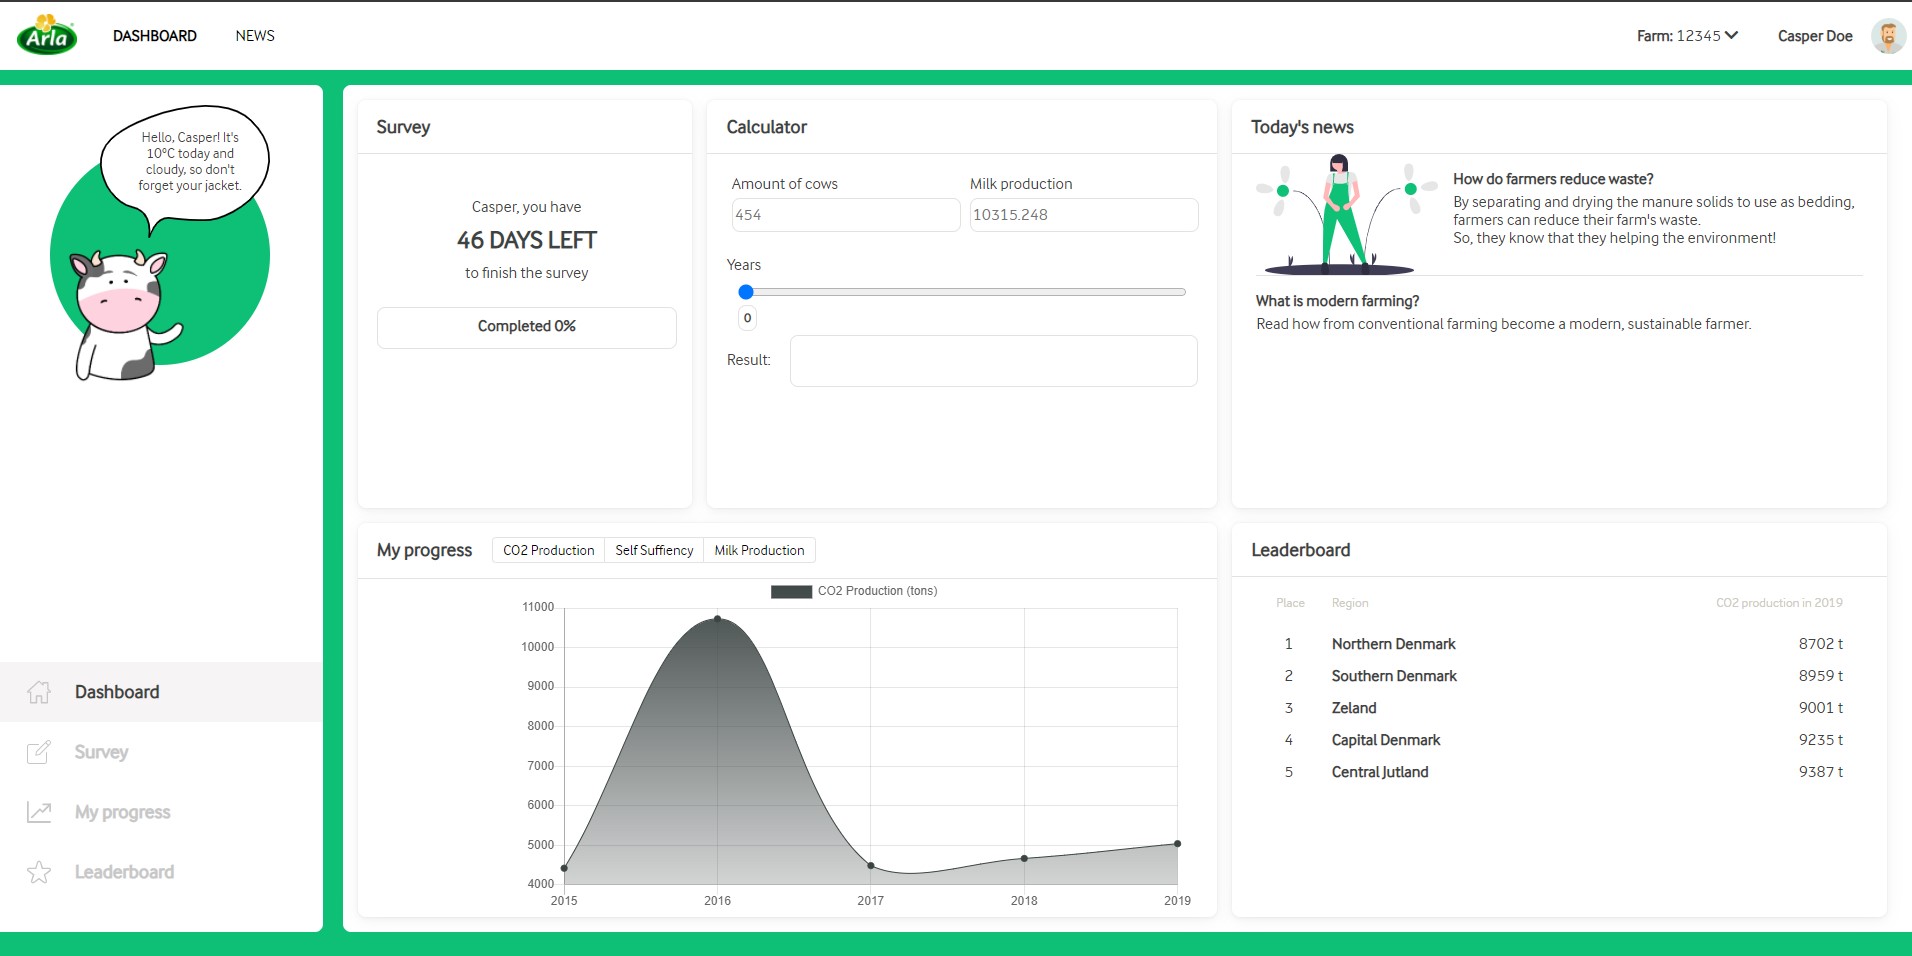 Arla
DASHBOARD
NEWS
Farm: 12345
Casper Doe
Hello, Casper! It's
10°C today and
cloudy, so don't
forget your jacket.
Dashboard
Survey
My progress
Leaderboard
Survey
Casper, you have
46 DAYS LEFT
to finish the survey
Completed 0%
Calculator
Amount of cows
Milk production
454
10315.248
Years
0
Result:
Today's news
How do farmers reduce waste?
By separating and drying the manure solids to use as bedding,
farmers can reduce their farm's waste.
So, they know that they helping the environment!
What is modern farming?
Read how from conventional farming become a modern, sustainable farmer.
My progress
CO2 Production
Self Suffiency
Milk Production
CO2 Production (tons)
11000
10000
9000
8000
7000
6000
5000
4000
2015 2016 2017 2018 2019
Leaderboard
Place Region CO2 production in 2019
1 Northern Denmark 8702 t
2 Southern Denmark 8959 t
3 Zeland 9001 t
4 Capital Denmark 9235 t
5 Central Jutland 9387 t